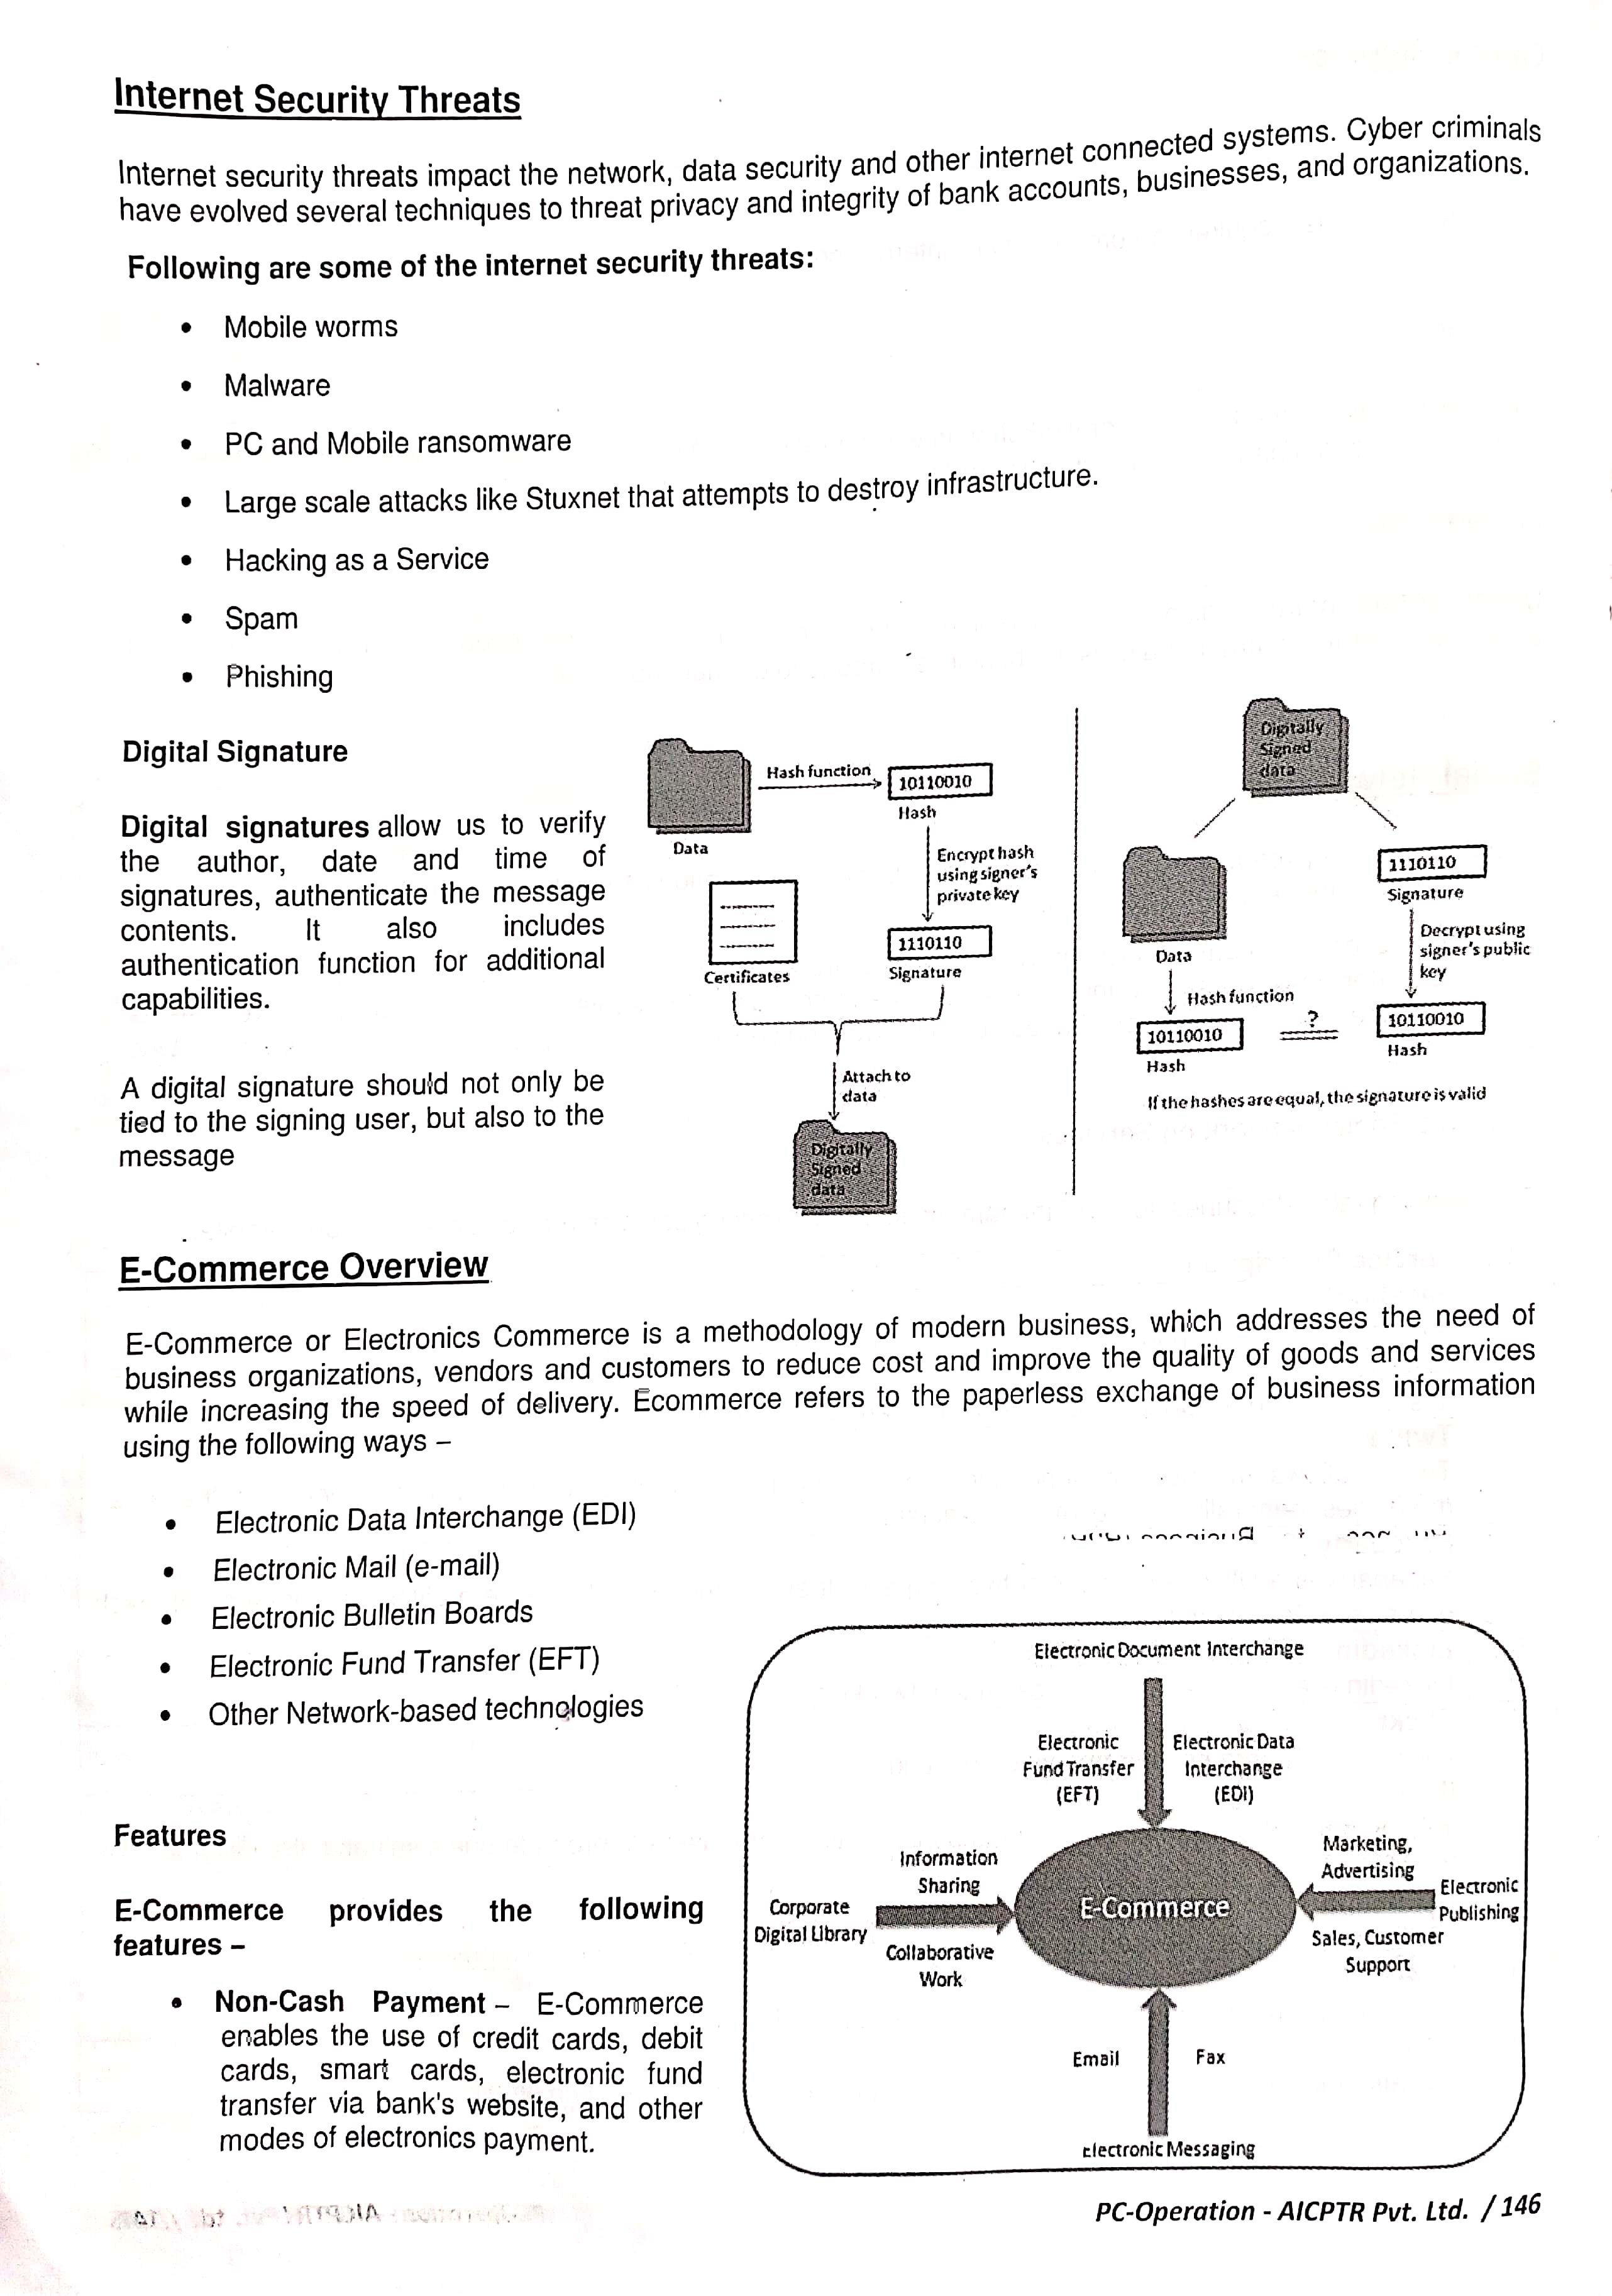 Internet Security Threats
Internet security threats impact the network, data security and other internet connected systems. Cyber criminals
have evolved several techniques to threat privacy and integrity of bank accounts, businesses, and organizations.
Following are some of the internet security threats:
• Mobile worms
• Malware
• PC and Mobile ransomware
• Large scale attacks like Stuxnet that attempts to destroy infrastructure.
• Hacking as a Service
• Spam
• Phishing
Digital Signature
Digital signatures allow us to verify
the author, date and time of
signatures, authenticate the message
contents. It also includes
authentication function for additional
capabilities.
A digital signature should not only be
tied to the signing user, but also to the
message
Data
Hash function
10110010
Hash
Encrypt hash
using signer's
private key
Certificates
1110110
Signature
Attach to
data
Digitally
Signed
data
Digitally
Signed
data
Data
1110110
Signature
Decrypt using
signer's public
key
Hash function
10110010
Hash
?
10110010
Hash
If the hashes are equal, the signature is valid
E-Commerce Overview
E-Commerce or Electronics Commerce is a methodology of modern business, which addresses the need of
business organizations, vendors and customers to reduce cost and improve the quality of goods and services
while increasing the speed of delivery. Ecommerce refers to the paperless exchange of business information
using the following ways –
• Electronic Data Interchange (EDI)
• Electronic Mail (e-mail)
• Electronic Bulletin Boards
• Electronic Fund Transfer (EFT)
• Other Network-based technologies
Features
E-Commerce provides the following
features –
• Non-Cash Payment – E-Commerce
enables the use of credit cards, debit
cards, smart cards, electronic fund
transfer via bank's website, and other
modes of electronics payment.
Electronic Document Interchange
Electronic
Fund Transfer
(EFT)
Electronic Data
Interchange
(EDI)
Information
Sharing
Corporate
Digital Library
Collaborative
Work
E-Commerce
Marketing,
Advertising
Electronic
Publishing
Sales, Customer
Support
Email
Fax
Electronic Messaging
PC-Operation - AICPTR Pvt. Ltd. / 146